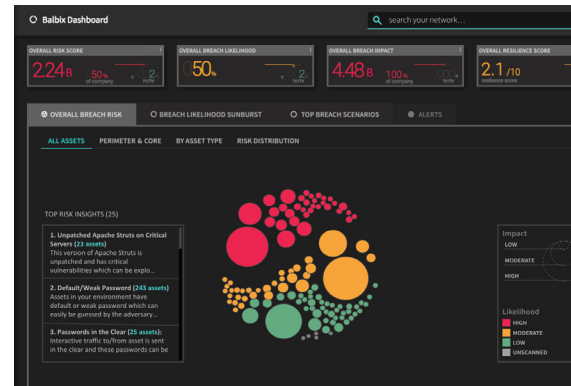 Balbix Dashboard
search your network...
OVERALL RISK SCORE
2.24B
50%
of company
OVERALL BREACH LIKELIHOOD
50%
OVERALL BREACH IMPACT
4.48 B
100%
of company
OVERALL RESILIENCE SCORE
2.1 /10
resilience score
OVERALL BREACH RISK
BREACH LIKELIHOOD SUNBURST
TOP BREACH SCENARIOS
ALERTS
ALL ASSETS
PERIMETER & CORE
BY ASSET TYPE
RISK DISTRIBUTION
TOP RISK INSIGHTS (25)
1. Unpatched Apache Struts on Critical
Servers (23 assets)
This version of Apache Struts is
unpatched and has critical
vulnerabilities which can be explo...
2. Default/Weak Password (243 assets)
Assets in your environment have
default or weak password which can
easily be guessed by the adversary...
3. Passwords in the Clear (25 assets):
Interactive traffic to/from asset is sent
in the clear and these passwords can be
Impact
LOW
MODERATE
HIGH
Likelihood
HIGH
MODERATE
LOW
UNSCANNED